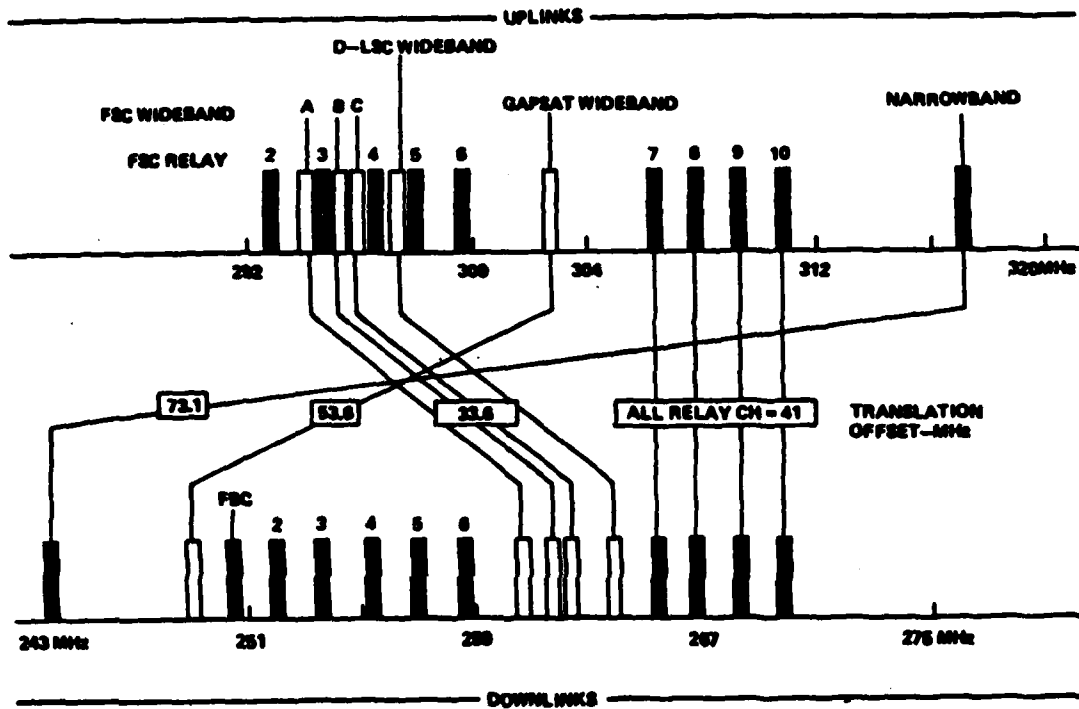 UPLINKS
D-LSC WIDEBAND
FSC WIDEBAND A B C GAPSAT WIDEBAND NARROWBAND
FSC RELAY 2 3 4 5 6 7 8 9 10
292 300 304 312 320MHz
73.1 53.6 33.6 ALL RELAY CH = 41 TRANSLATION
OFFSET-MHz
FSC
2 3 4 5 6
243 MHz 251 259 267 275 MHz
DOWNLINKS